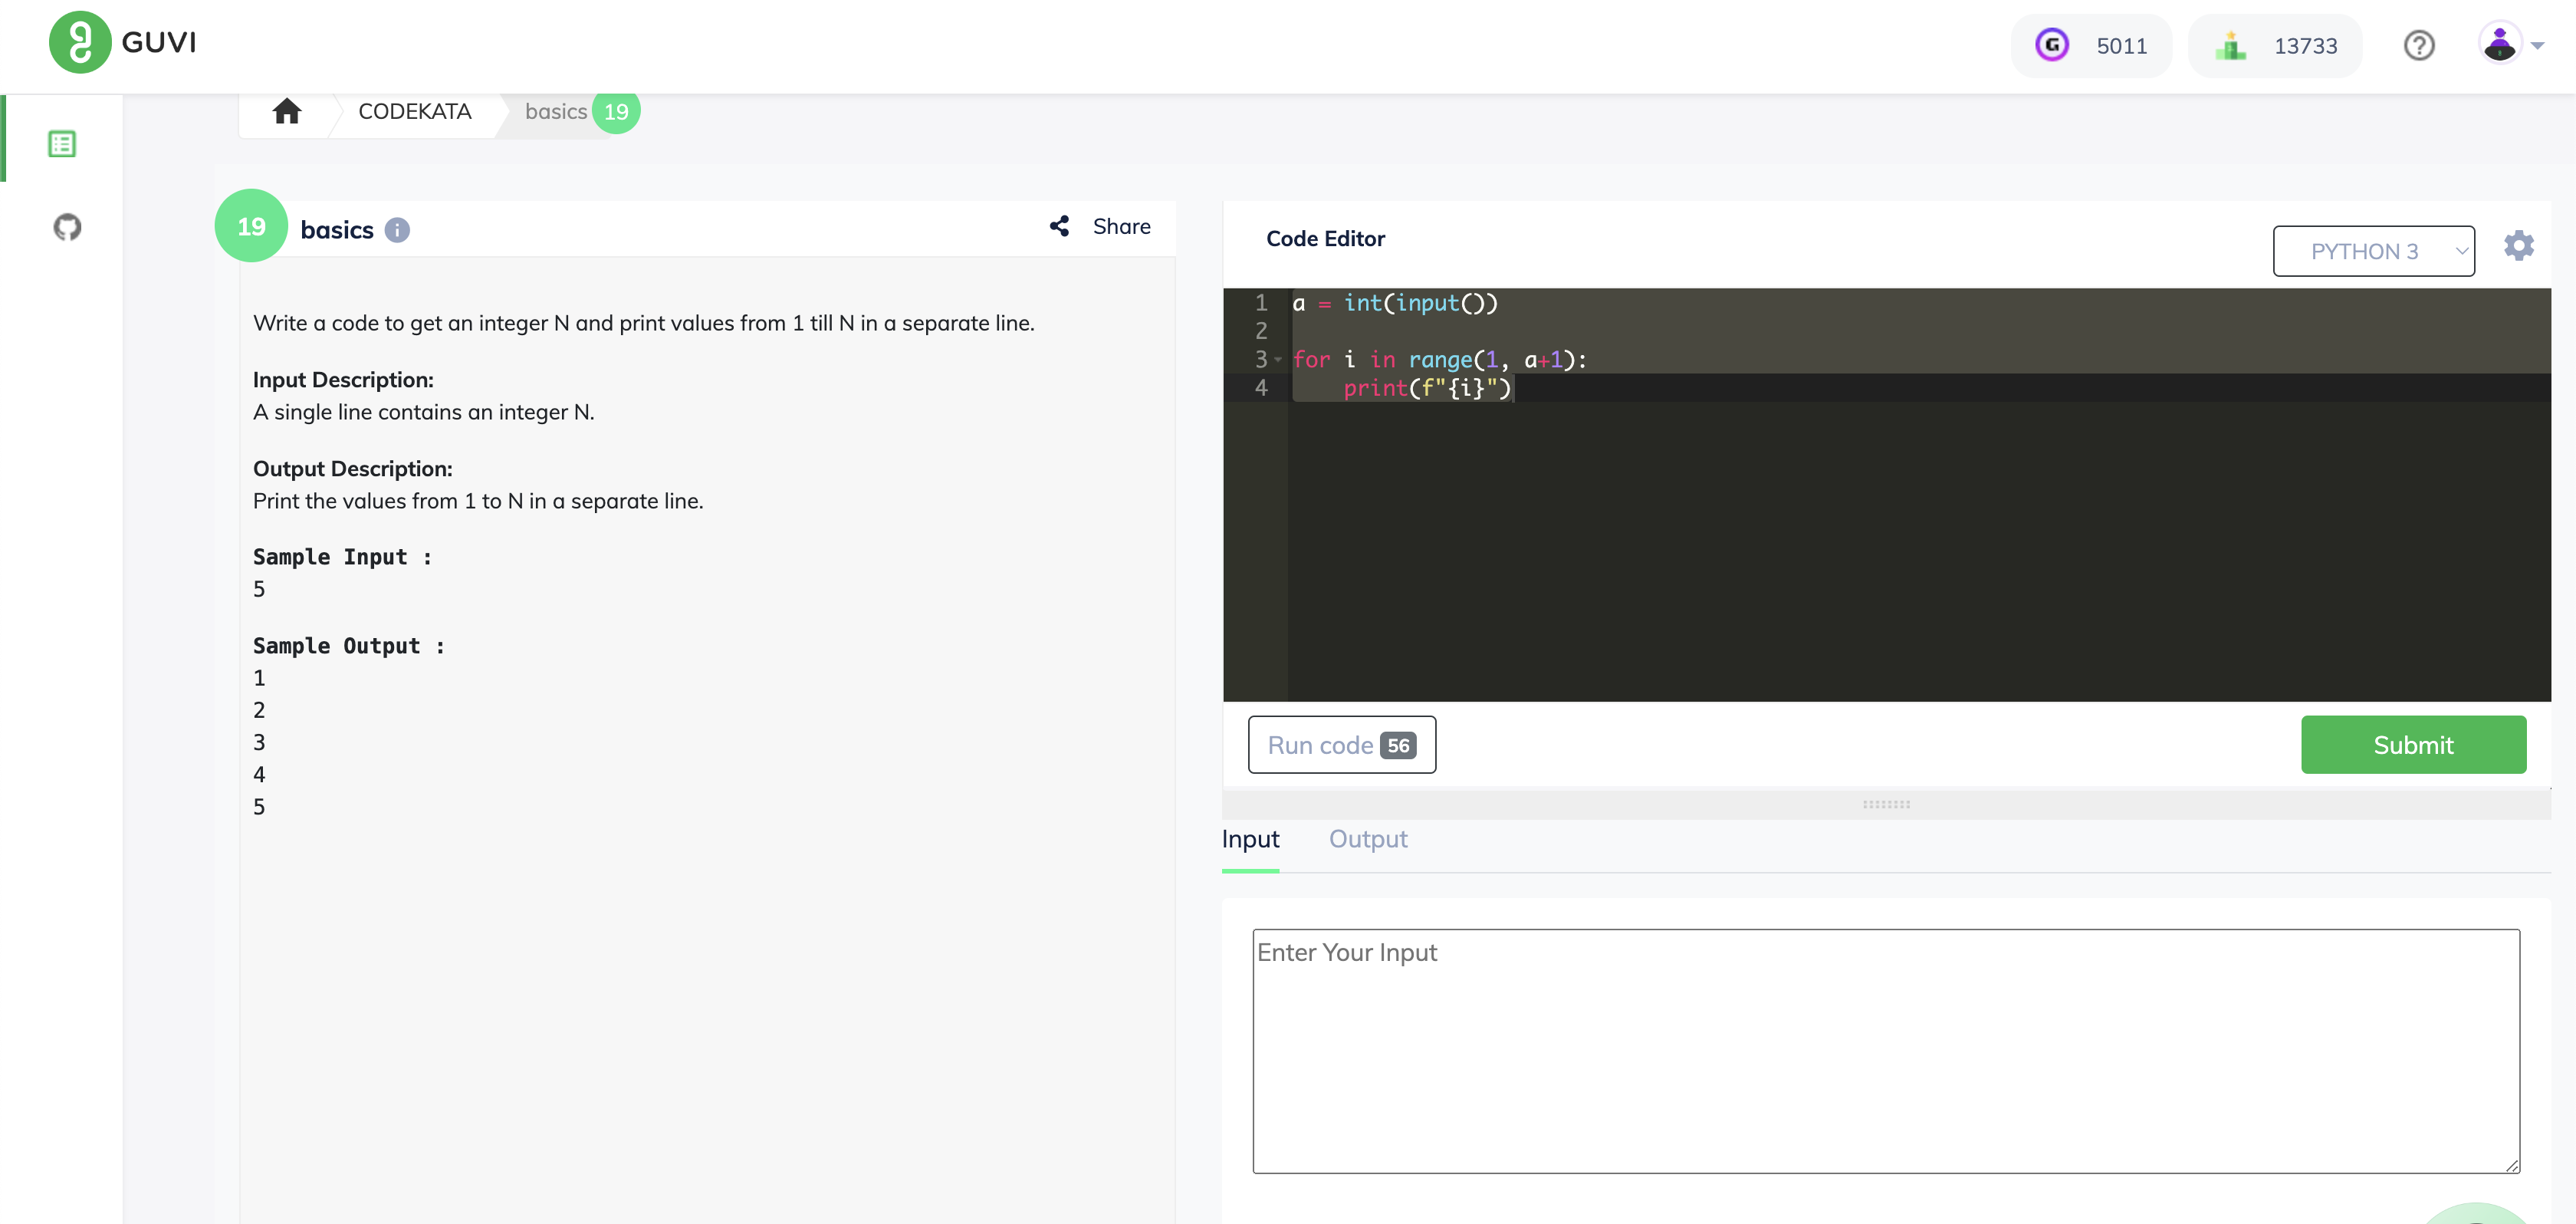 GUVI
5011
13733
CODEKATA
basics 19
19 basics
Share
Write a code to get an integer N and print values from 1 till N in a separate line.
Input Description:
A single line contains an integer N.
Output Description:
Print the values from 1 to N in a separate line.
Sample Input :
5
Sample Output :
1
2
3
4
5
Code Editor
PYTHON 3
1 a = int(input())
2
3 for i in range(1, a+1):
4     print(f"{i}")
Run code 56
Submit
Input Output
Enter Your Input